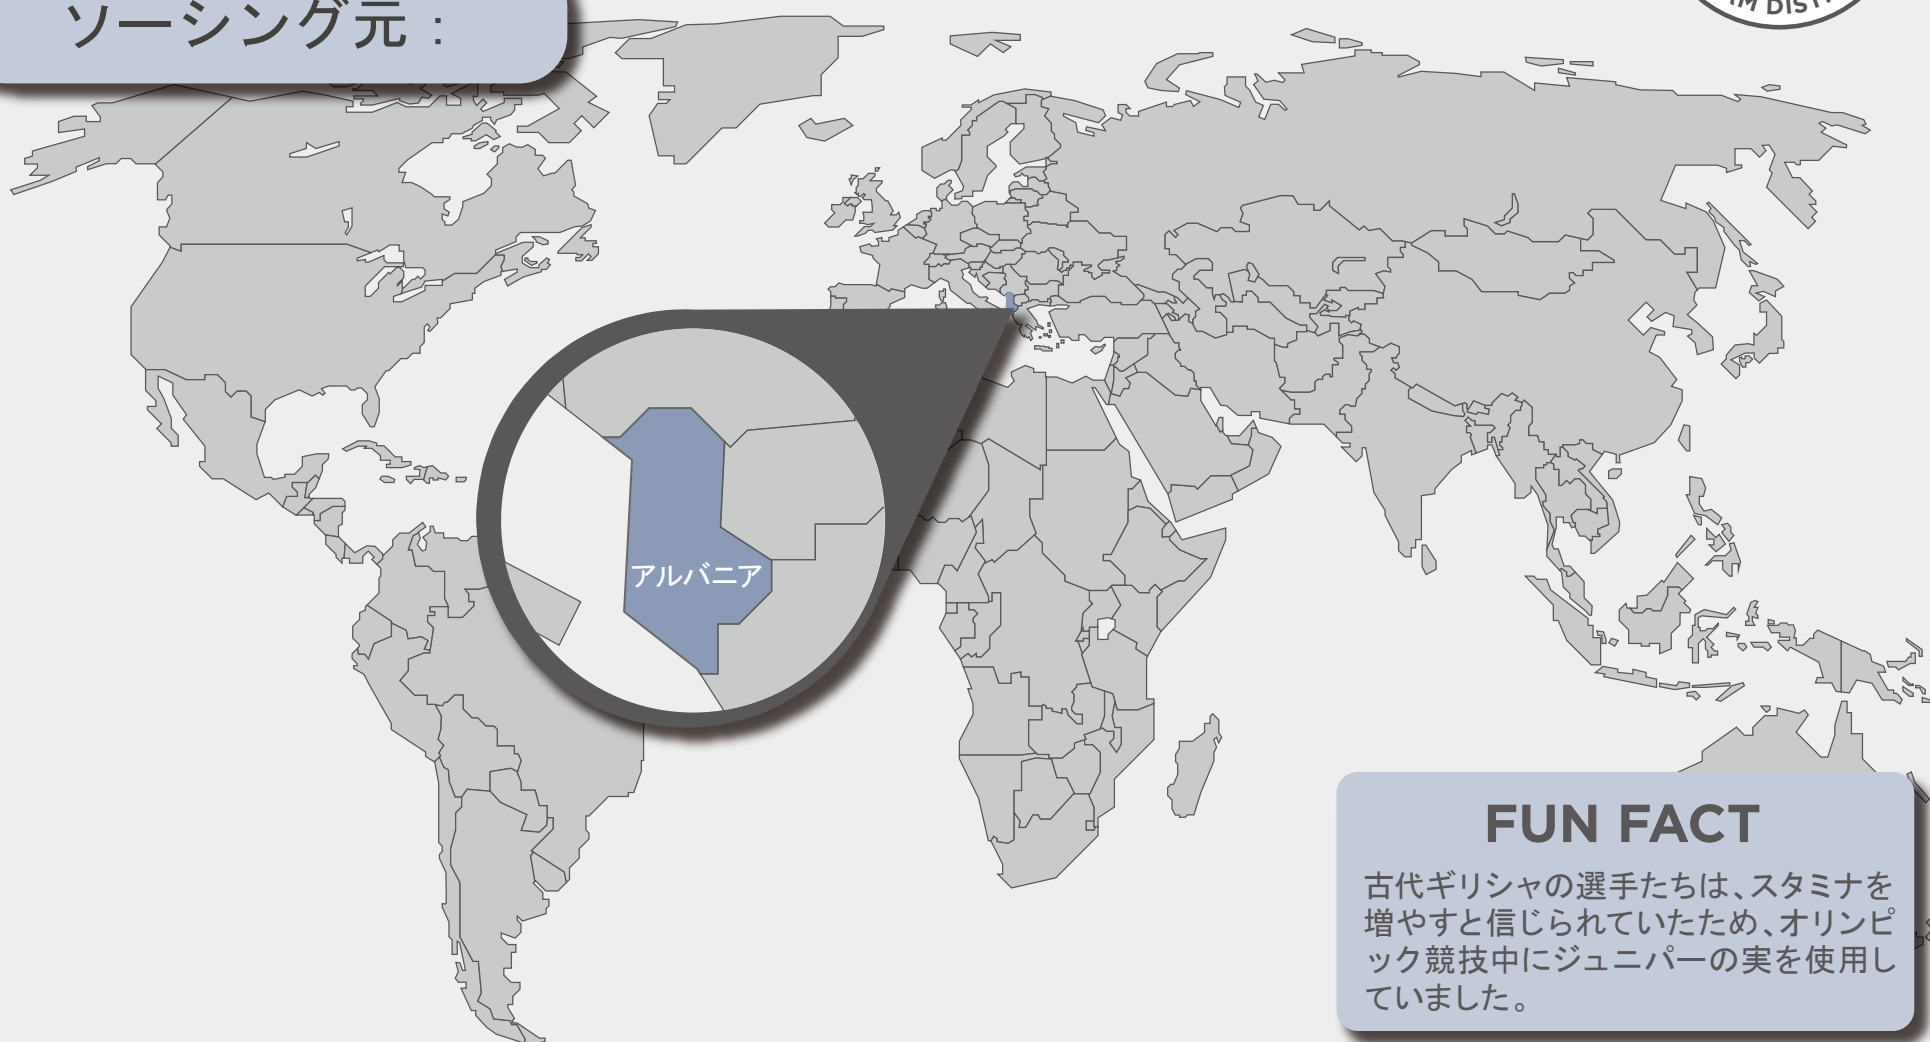 ソーシング元：
アルバニア
FUN FACT
古代ギリシャの選手たちは、スタミナを
増やすと信じられていたため、オリンピ
ック競技中にジュニパーの実を使用し
ていました。